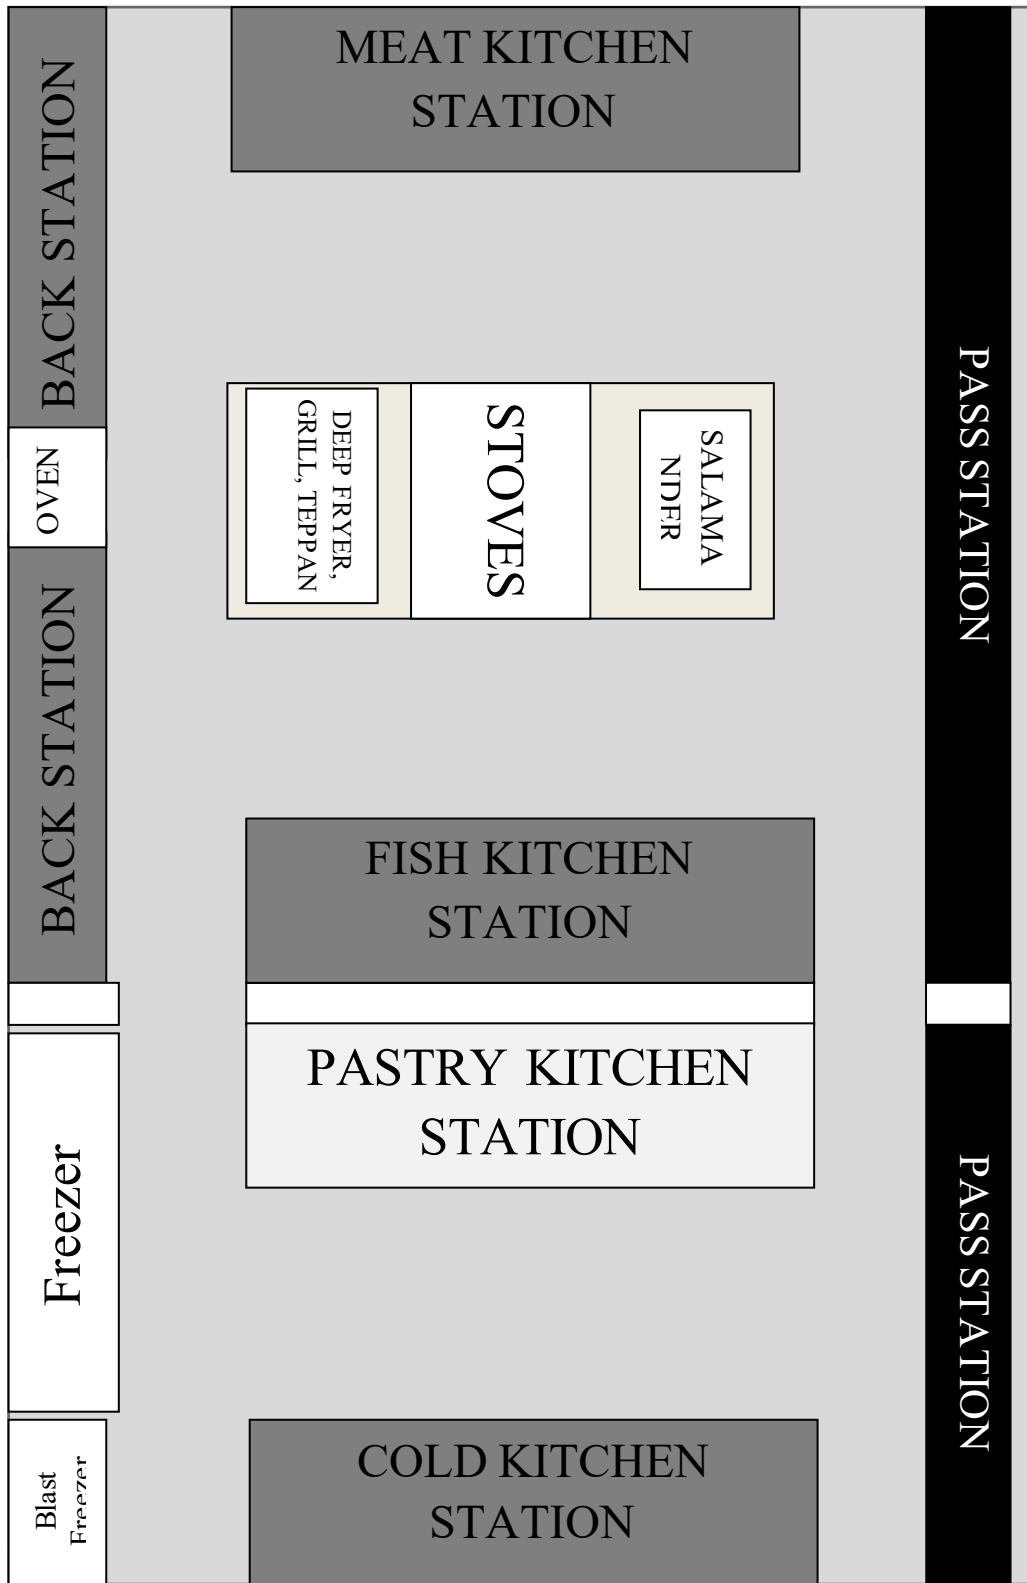 MEAT KITCHEN
STATION
BACK STATION
OVEN
BACK STATION
DEEP FRYER,
GRILL, TEPPAN
STOVES
SALAMA
NDER
PASS STATION
FISH KITCHEN
STATION
PASTRY KITCHEN
STATION
Freezer
PASS STATION
Blast
Freezer
COLD KITCHEN
STATION